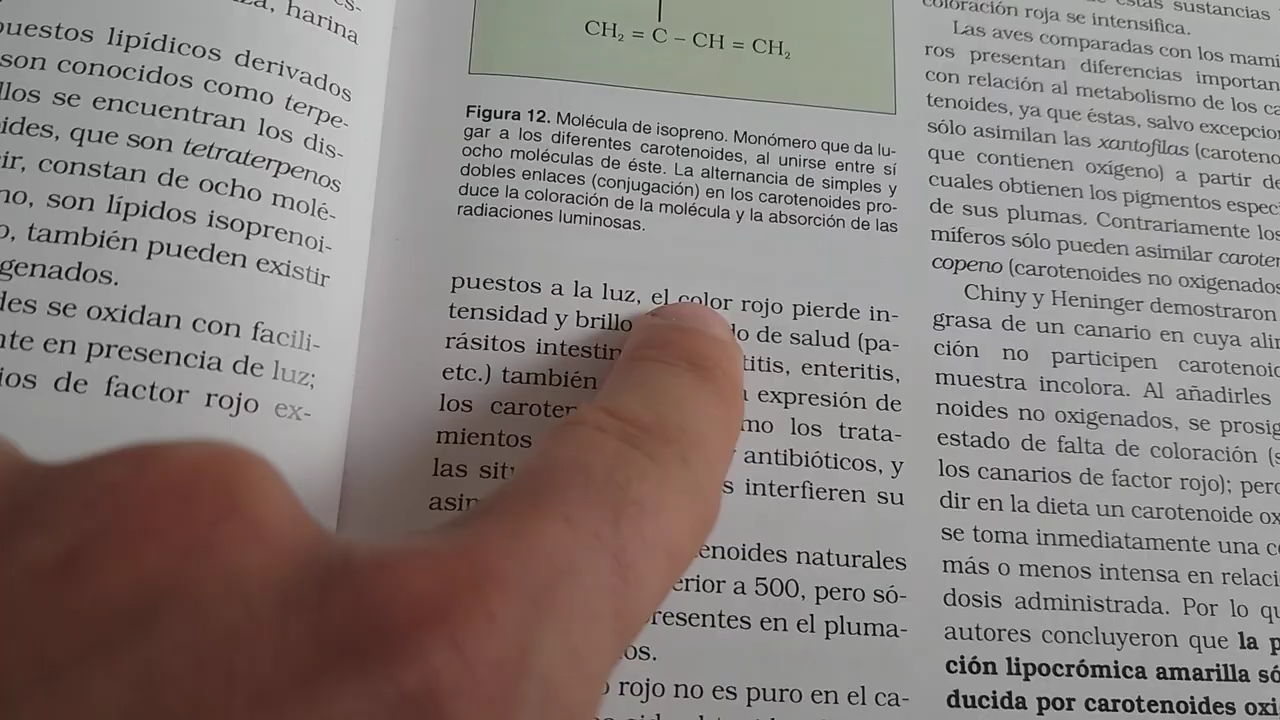 harina
puestos lipídicos derivados
son conocidos como terpe-
llos se encuentran los dis-
ides, que son tetraterpenos
ir, constan de ocho molé-
no, son lípidos isoprenoi-
o, también pueden existir
genados.
des se oxidan con facili-
nte en presencia de luz;
ios de factor rojo ex-
CH₂ = C – CH = CH₂
Figura 12. Molécula de isopreno. Monómero que da lu-
gar a los diferentes carotenoides, al unirse entre sí
ocho moléculas de éste. La alternancia de simples y
dobles enlaces (conjugación) en los carotenoides pro-
duce la coloración de la molécula y la absorción de las
radiaciones luminosas.
puestos a la luz, el color rojo pierde in-
tensidad y brillo do de salud (pa-
rásitos intestin titis, enteritis,
etc.) también expresión de
los caroten mo los trata-
mientos antibióticos, y
las sit s interfieren su
asim
enoides naturales
erior a 500, pero só-
resentes en el pluma-
os.
rojo no es puro en el ca-
estas sustancias
coloración roja se intensifica.
Las aves comparadas con los mamí
ros presentan diferencias importan
con relación al metabolismo de los ca
tenoides, ya que éstas, salvo excepcio
sólo asimilan las xantofilas (caroteno
que contienen oxígeno) a partir de
cuales obtienen los pigmentos espec
de sus plumas. Contrariamente los
míferos sólo pueden asimilar caroten
copeno (carotenoides no oxigenados
Chiny y Heninger demostraron
grasa de un canario en cuya alim
ción no participen carotenoid
muestra incolora. Al añadirles
noides no oxigenados, se prosig
estado de falta de coloración (s
los canarios de factor rojo); pero
dir en la dieta un carotenoide ox
se toma inmediatamente una co
más o menos intensa en relaci
dosis administrada. Por lo qu
autores concluyeron que la p
ción lipocrómica amarilla só
ducida por carotenoides oxi